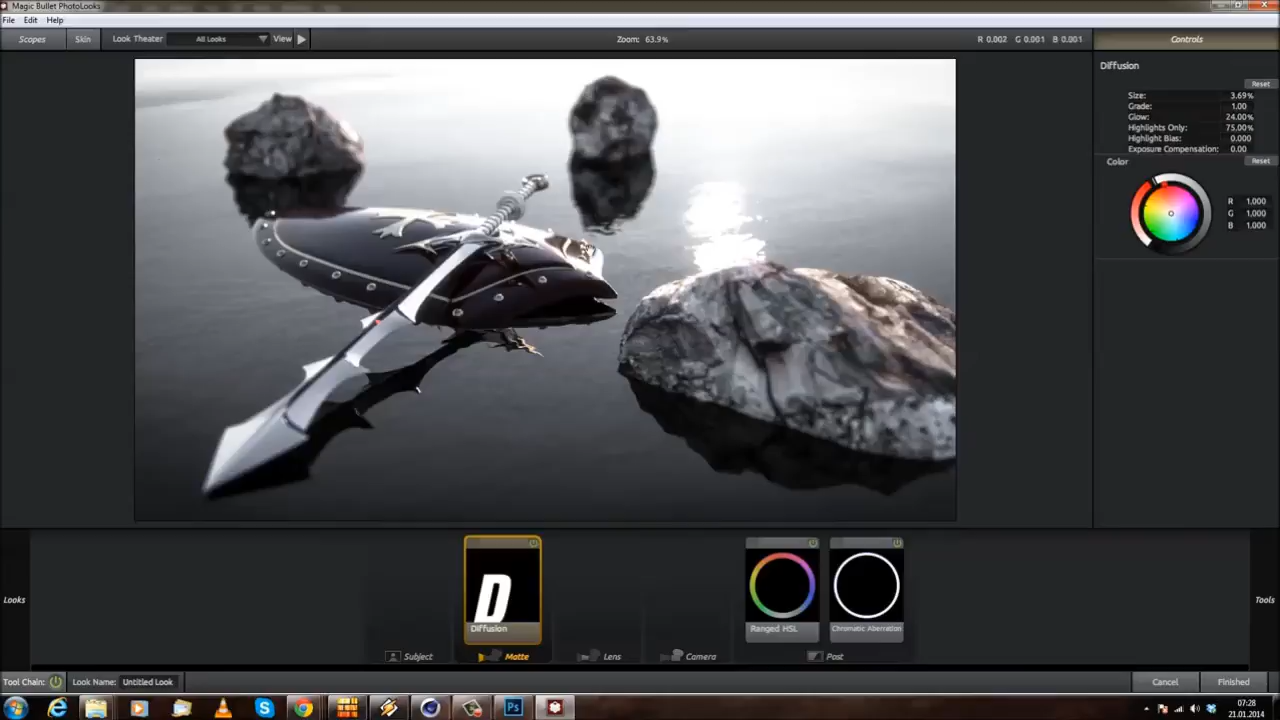 Magic Bullet PhotoLooks
File Edit Help
Scopes Skin Look Theater All Looks View Zoom: 63.9% R 0.002 G 0.001 B 0.001 Controls
Diffusion
Reset
Size: 3.69%
Grade: 1.00
Glow: 24.00%
Highlights Only: 75.00%
Highlight Bias: 0.000
Exposure Compensation: 0.00
Color Reset
R 1.000
G 1.000
B 1.000
D
Diffusion Ranged HSL Chromatic Aberration
Looks Tools
Subject Matte Lens Camera Post
Tool Chain: Look Name: Untitled Look Cancel Finished
Ps
07:28
21.01.2014